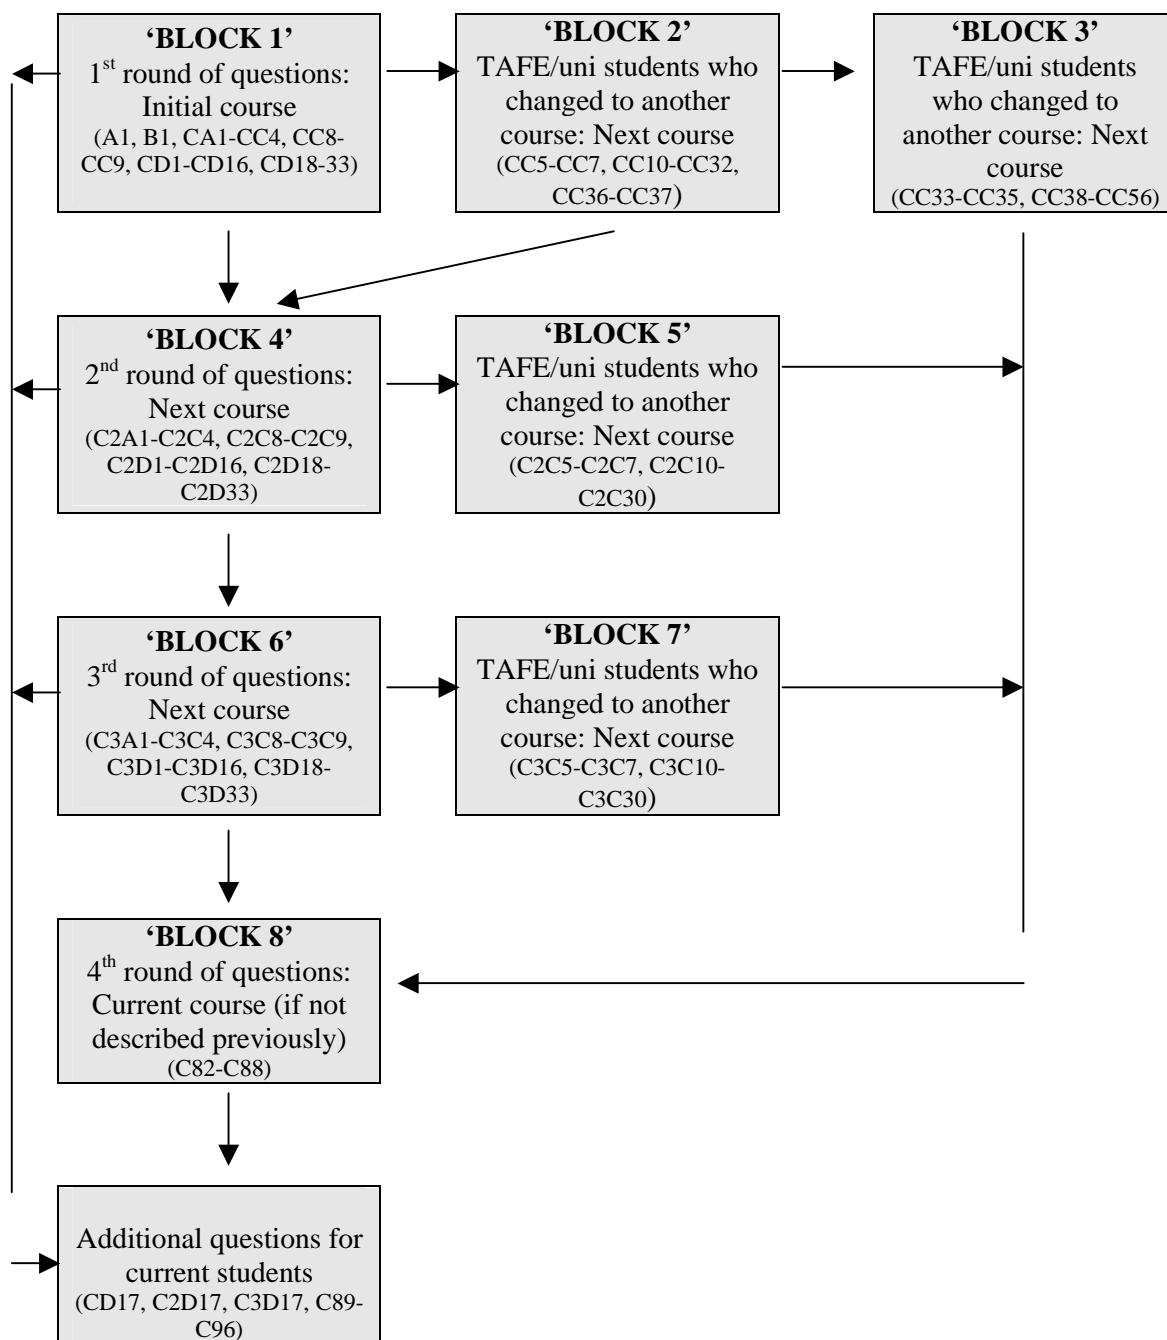 ‘BLOCK 1’
1st round of questions:
Initial course
(A1, B1, CA1-CC4, CC8-
CC9, CD1-CD16, CD18-33)
‘BLOCK 2’
TAFE/uni students who
changed to another
course: Next course
(CC5-CC7, CC10-CC32,
CC36-CC37)
‘BLOCK 3’
TAFE/uni students
who changed to
another course: Next
course
(CC33-CC35, CC38-CC56)
‘BLOCK 4’
2nd round of questions:
Next course
(C2A1-C2C4, C2C8-C2C9,
C2D1-C2D16, C2D18-
C2D33)
‘BLOCK 5’
TAFE/uni students who
changed to another
course: Next course
(C2C5-C2C7, C2C10-
C2C30)
‘BLOCK 6’
3rd round of questions:
Next course
(C3A1-C3C4, C3C8-C3C9,
C3D1-C3D16, C3D18-
C3D33)
‘BLOCK 7’
TAFE/uni students who
changed to another
course: Next course
(C3C5-C3C7, C3C10-
C3C30)
‘BLOCK 8’
4th round of questions:
Current course (if not
described previously)
(C82-C88)
Additional questions for
current students
(CD17, C2D17, C3D17, C89-
C96)